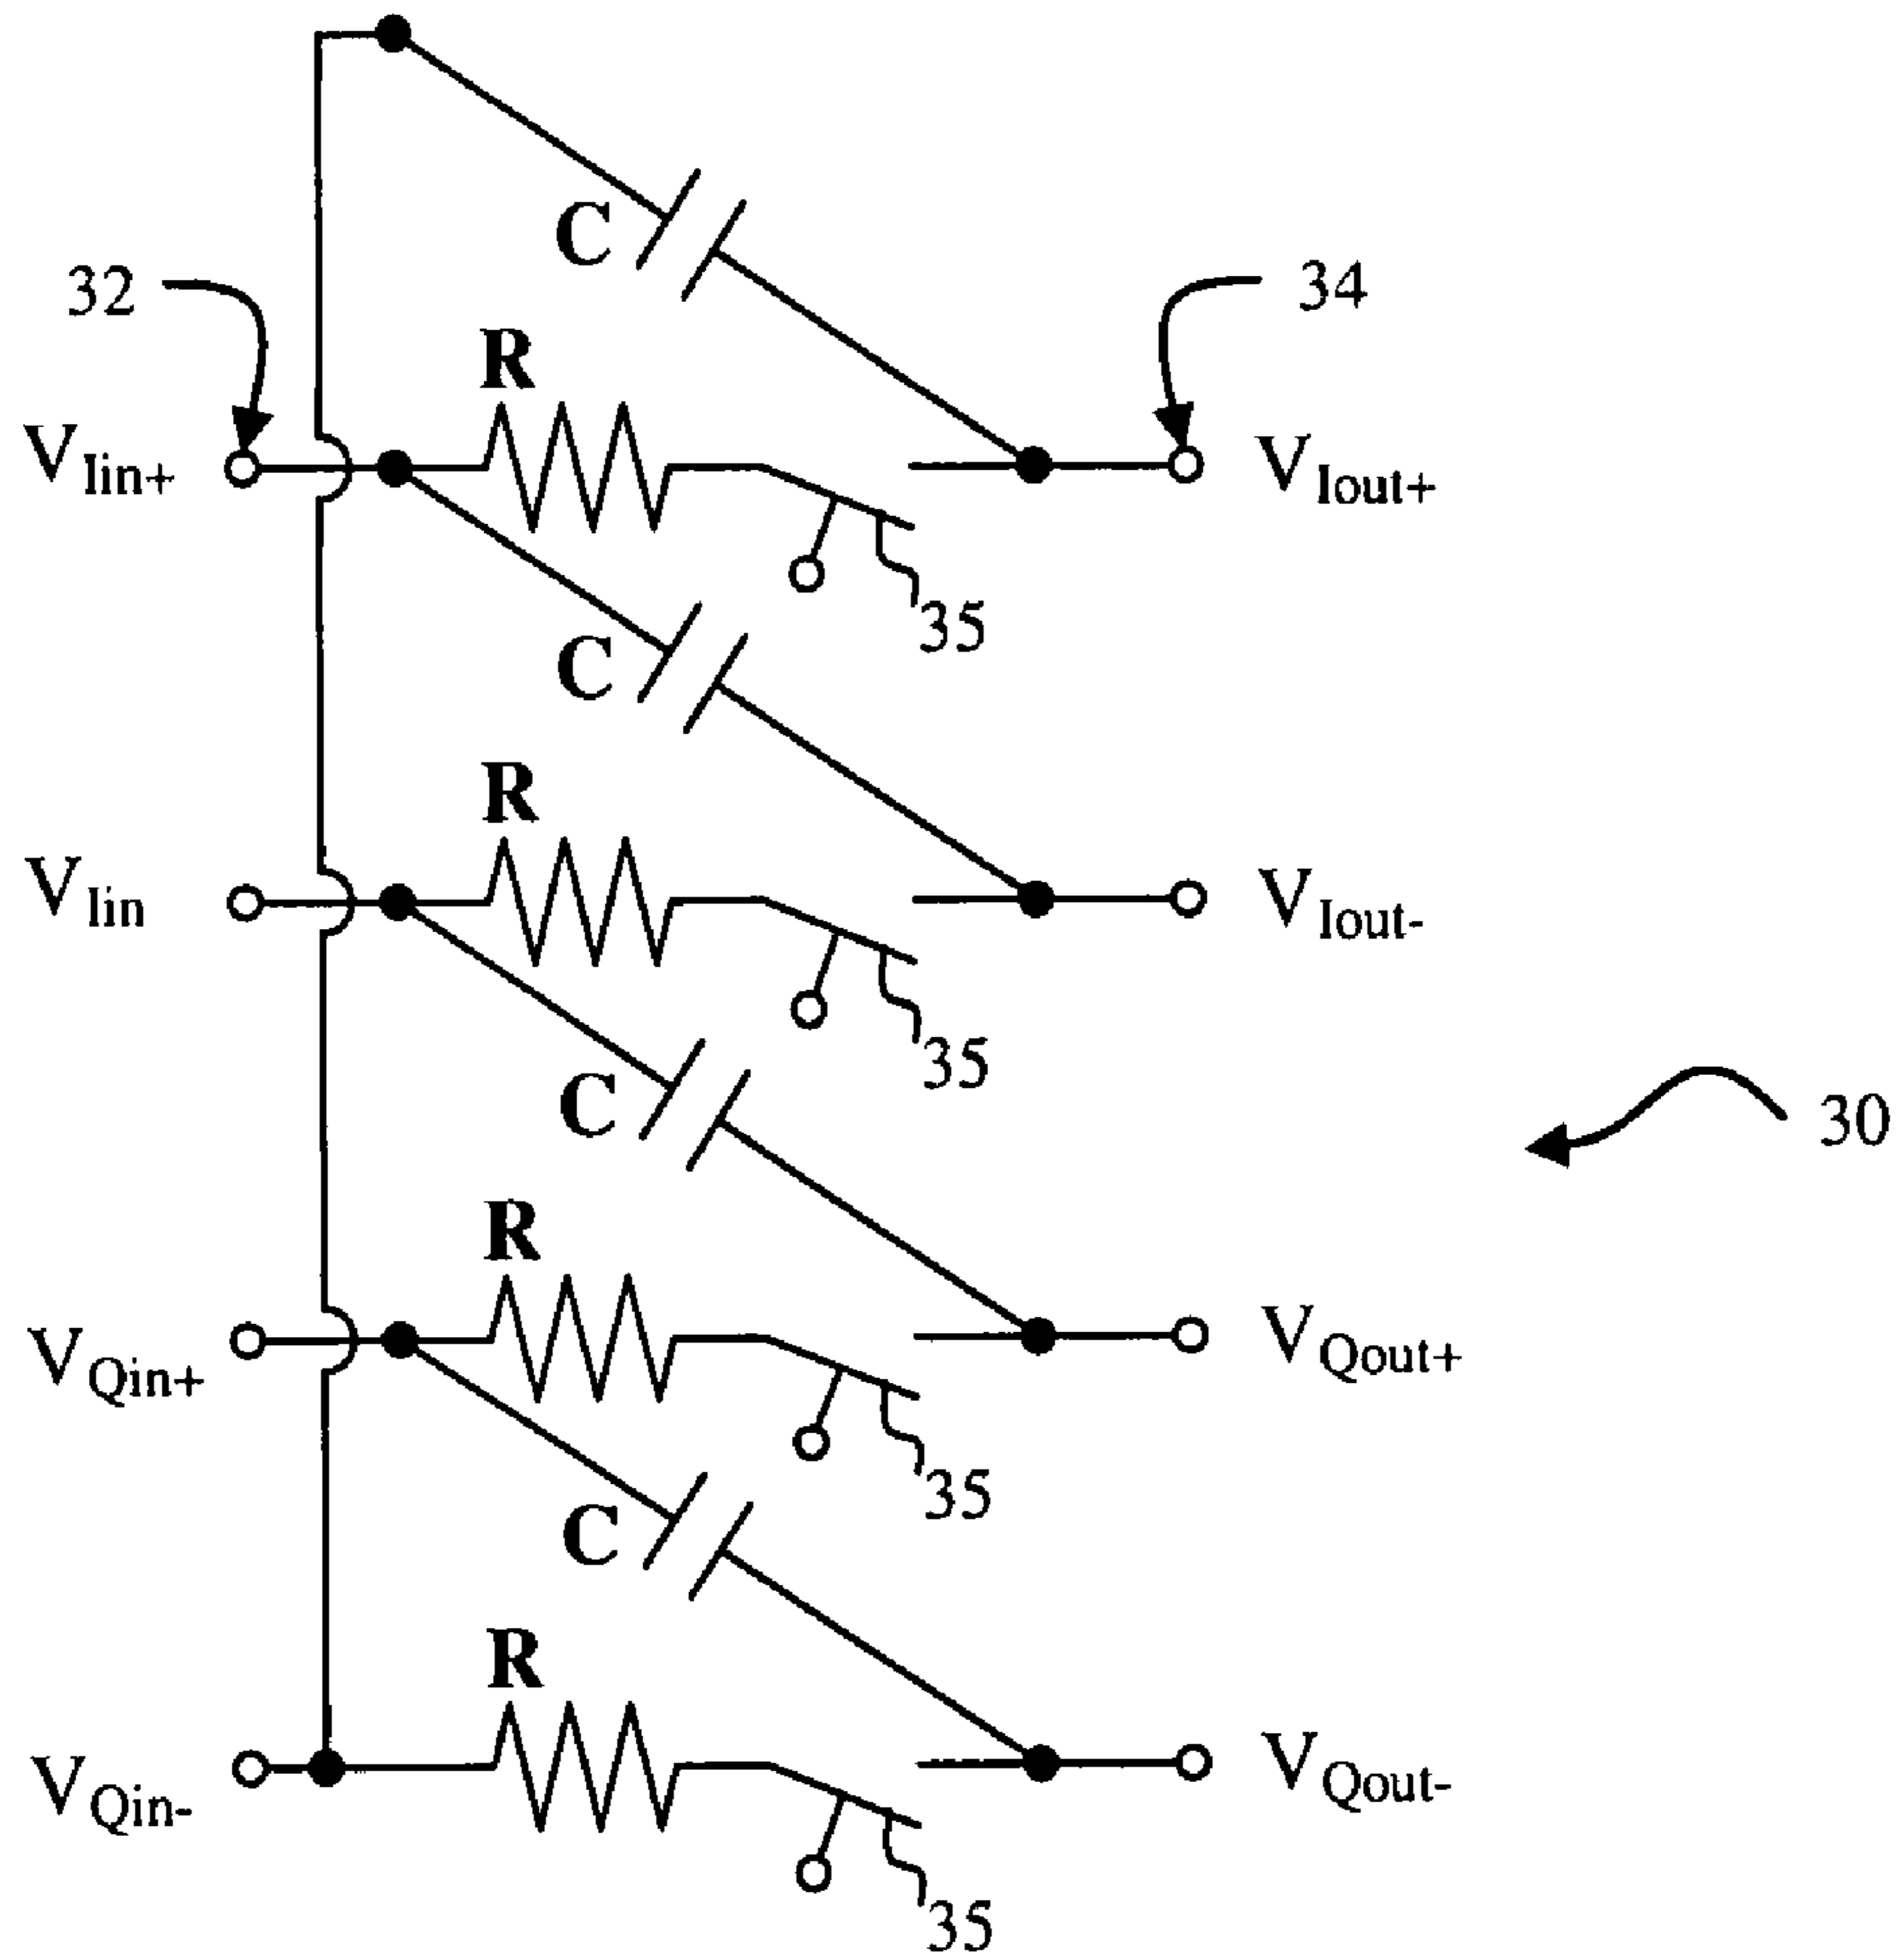 C
32
34
R
V_Iin+
V_Iout+
35
C
R
V_Iin
V_Iout-
35
C
30
R
V_Qin+
V_Qout+
35
C
R
V_Qin-
V_Qout-
35